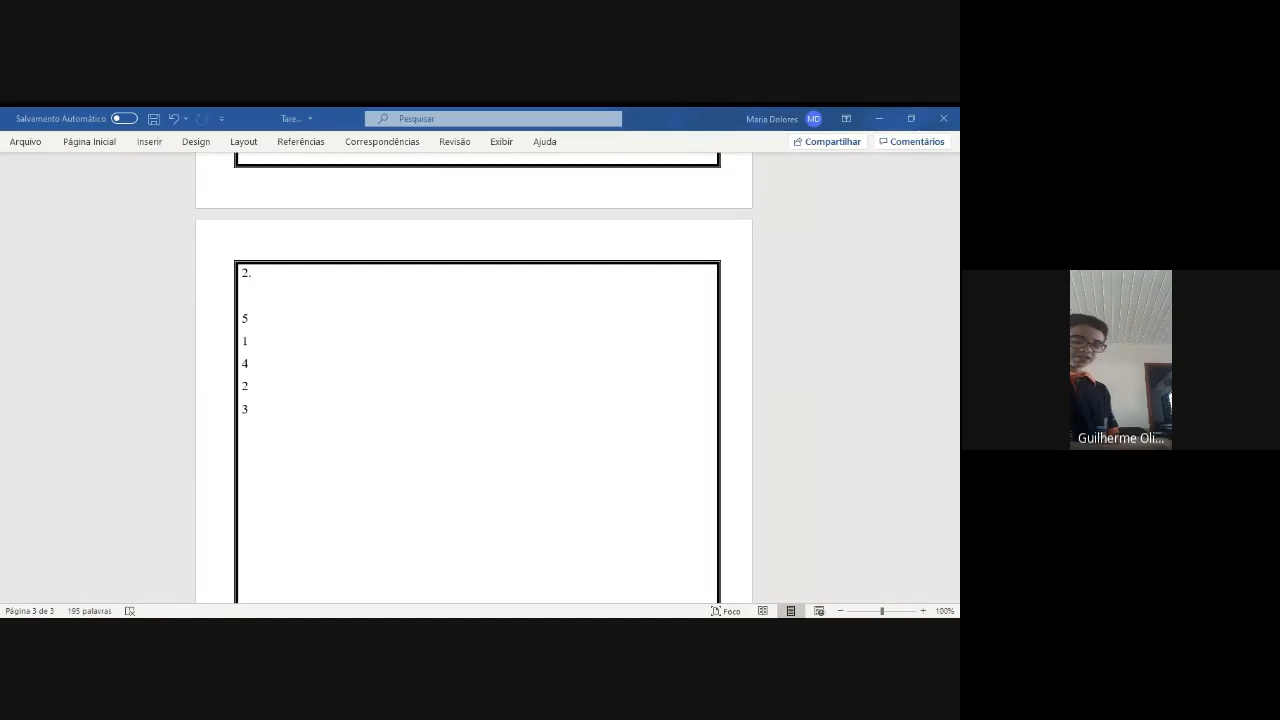 Salvamento Automático Tare... Pesquisar Maria Dolores MD
Arquivo Página Inicial Inserir Design Layout Referências Correspondências Revisão Exibir Ajuda Compartilhar Comentários
2.
5
1
4
2
3
Guilherme Oli...
Página 3 de 3 195 palavras Foco 100%